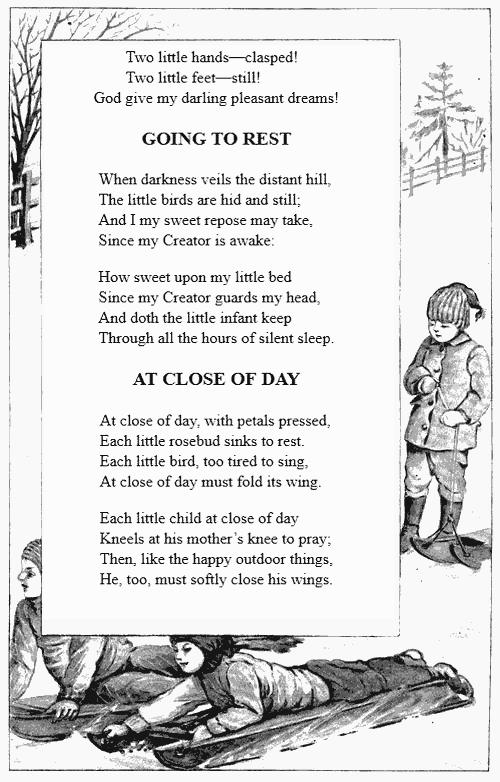 Two little hands—clasped!
Two little feet—still!
God give my darling pleasant dreams!
GOING TO REST
When darkness veils the distant hill,
The little birds are hid and still;
And I my sweet repose may take,
Since my Creator is awake:
How sweet upon my little bed
Since my Creator guards my head,
And doth the little infant keep
Through all the hours of silent sleep.
AT CLOSE OF DAY
At close of day, with petals pressed,
Each little rosebud sinks to rest.
Each little bird, too tired to sing,
At close of day must fold its wing.
Each little child at close of day
Kneels at his mother’s knee to pray;
Then, like the happy outdoor things,
He, too, must softly close his wings.